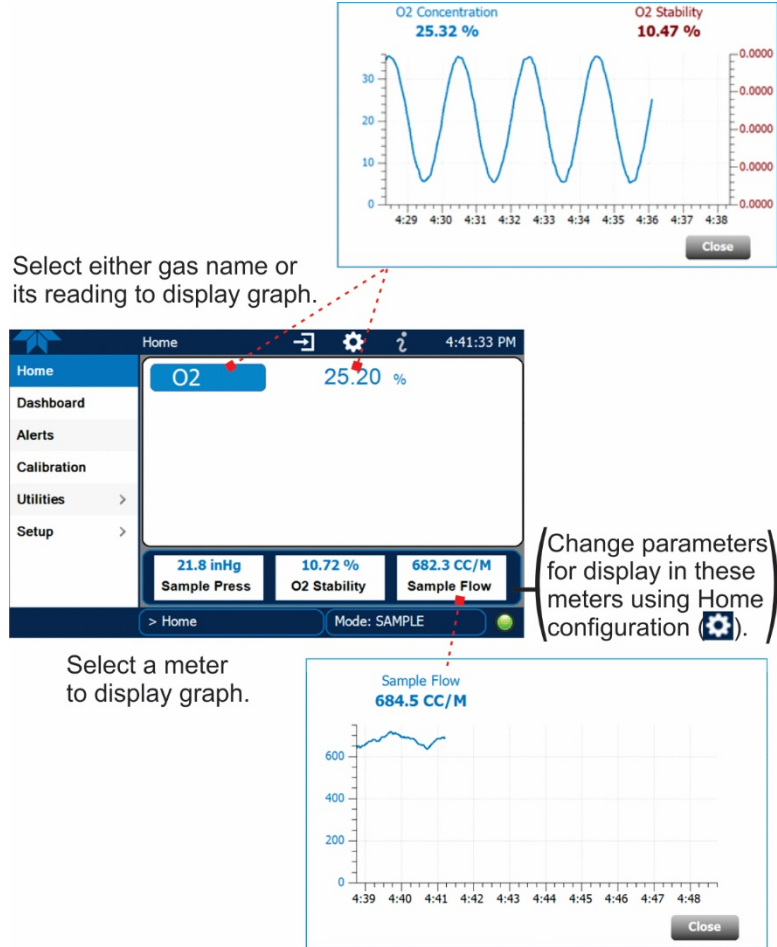 O2 Concentration
25.32 %
O2 Stability
10.47 %
30
20
10
0
0.0000
0.0000
0.0000
0.0000
0.0000
4:29 4:30 4:31 4:32 4:33 4:34 4:35 4:36 4:37 4:38
Close
Select either gas name or
its reading to display graph.
Home
4:41:33 PM
Home
Dashboard
Alerts
Calibration
Utilities >
Setup >
O2
25.20 %
21.8 inHg
Sample Press
10.72 %
O2 Stability
682.3 CC/M
Sample Flow
> Home
Mode: SAMPLE
Change parameters
for display in these
meters using Home
configuration ( ).
Select a meter
to display graph.
Sample Flow
684.5 CC/M
600
400
200
0
4:39 4:40 4:41 4:42 4:43 4:44 4:45 4:46 4:47 4:48
Close